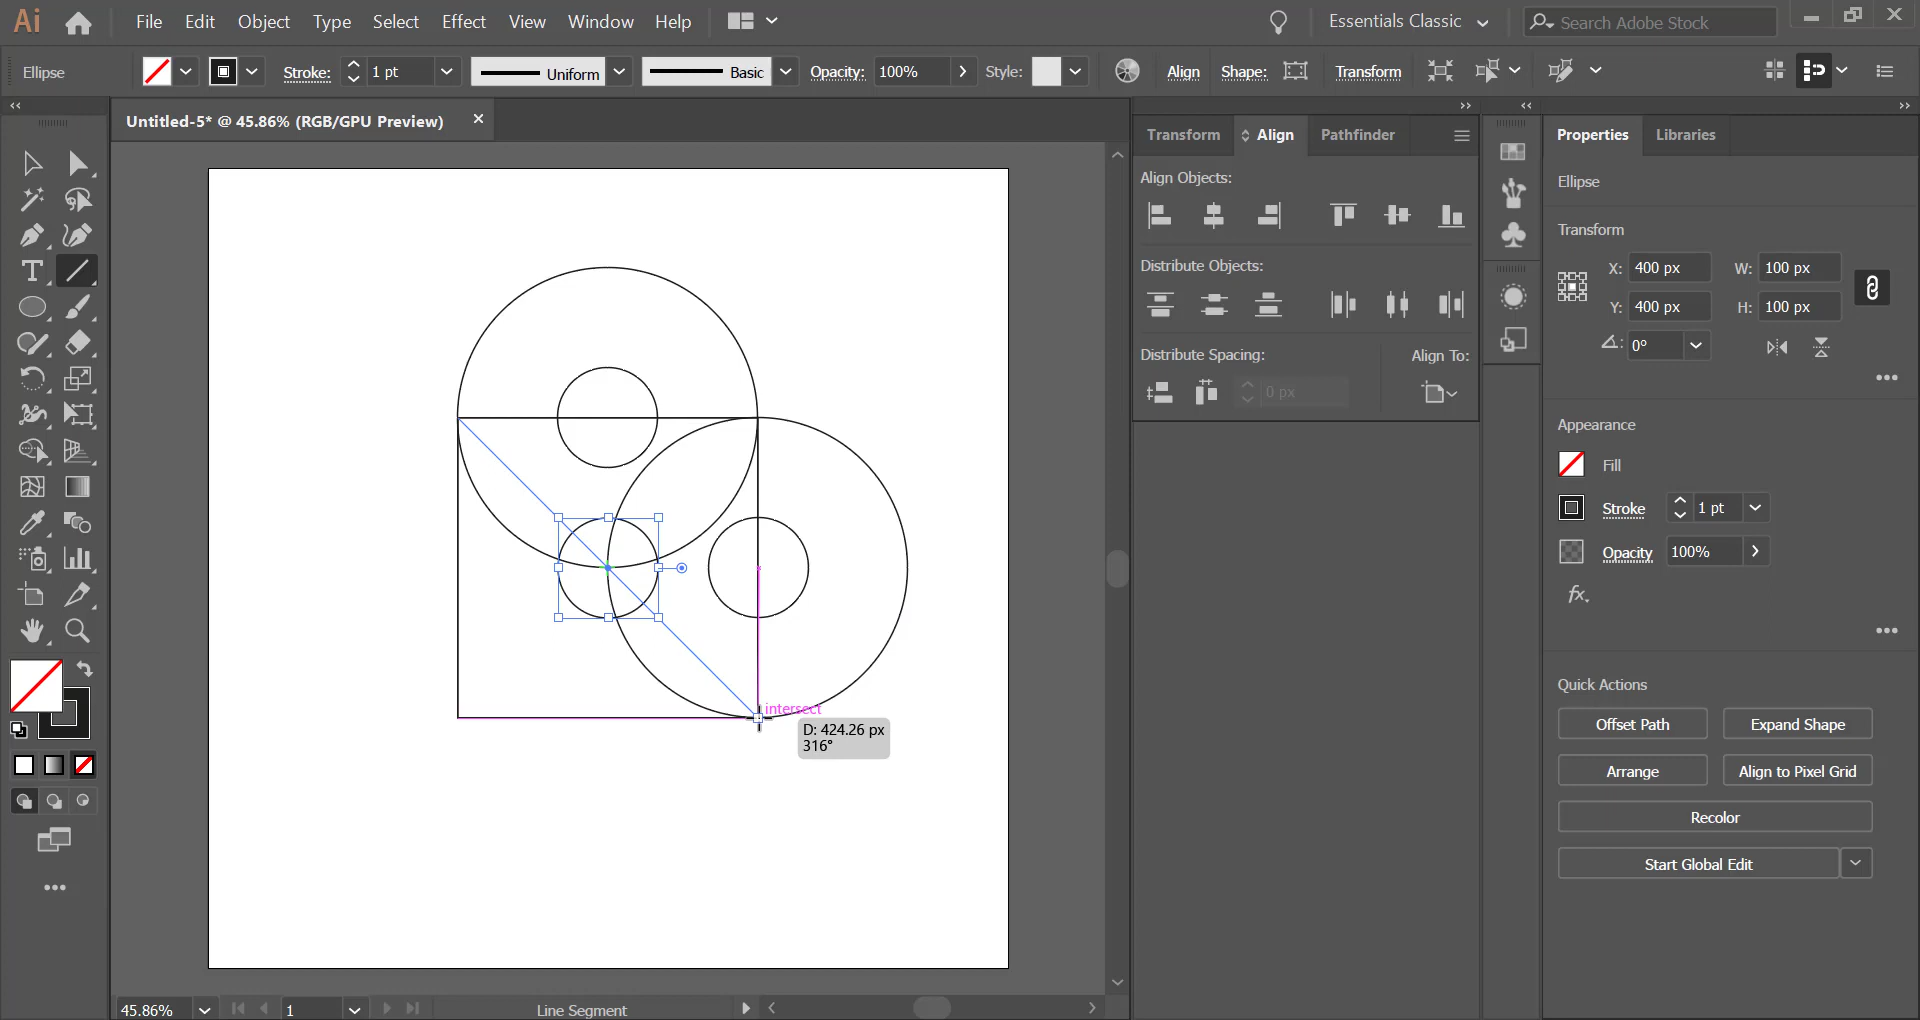 Ai File Edit Object Type Select Effect View Window Help Essentials Classic Search Adobe Stock
Ellipse Stroke: 1 pt Uniform Basic Opacity: 100% Style: Align Shape: Transform
Untitled-5* @ 45.86% (RGB/GPU Preview)
Transform Align Pathfinder
Align Objects:
Distribute Objects:
Distribute Spacing: Align To:
0 px
Properties Libraries
Ellipse
Transform
X: 400 px W: 100 px
Y: 400 px H: 100 px
0°
Appearance
Fill
Stroke 1 pt
Opacity 100%
fx.
Quick Actions
Offset Path Expand Shape
Arrange Align to Pixel Grid
Recolor
Start Global Edit
intersect
D: 424.26 px
316°
45.86% 1 Line Segment